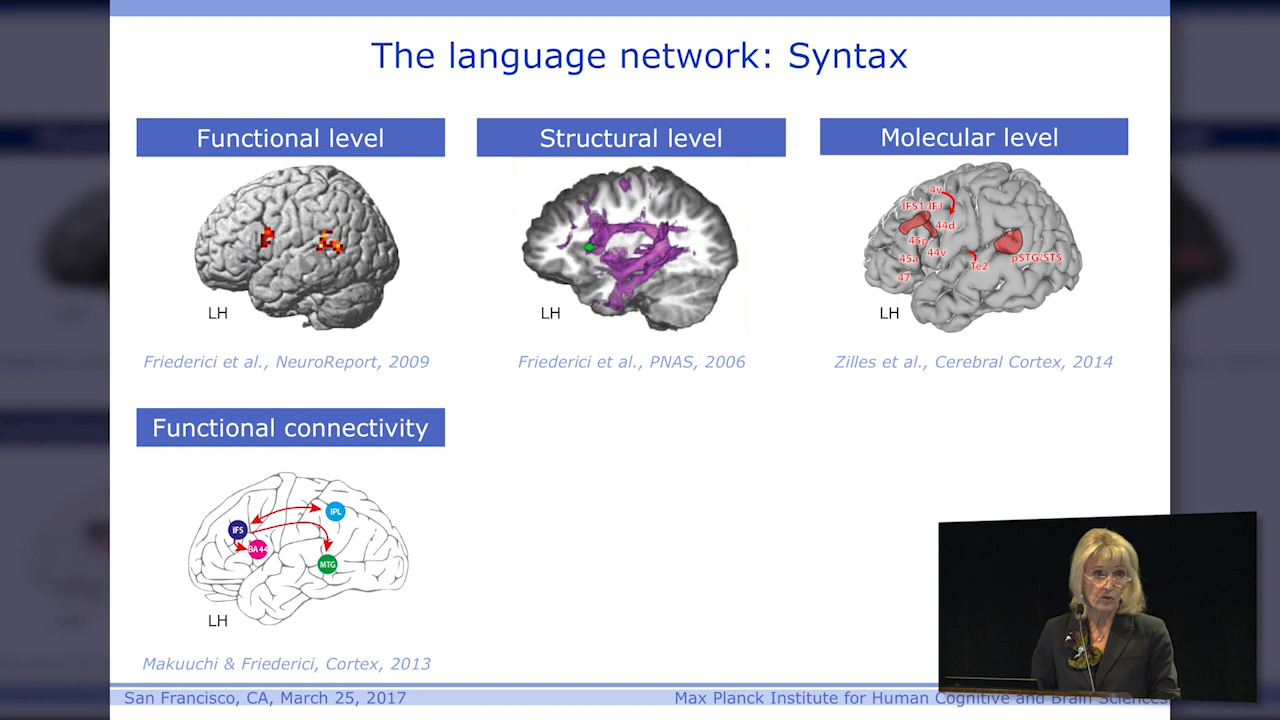 The language network: Syntax
Functional level
Structural level
Molecular level
4v
IFS1/IFJ
44d
45p
44v
45a
47
Te2
pSTG/STS
LH
LH
LH
Friederici et al., NeuroReport, 2009
Friederici et al., PNAS, 2006
Zilles et al., Cerebral Cortex, 2014
Functional connectivity
IPL
IFS
BA 44
MTG
LH
Makuuchi & Friederici, Cortex, 2013
San Francisco, CA, March 25, 2017
Max Planck Institute for Human Cognitive and Brain Sciences